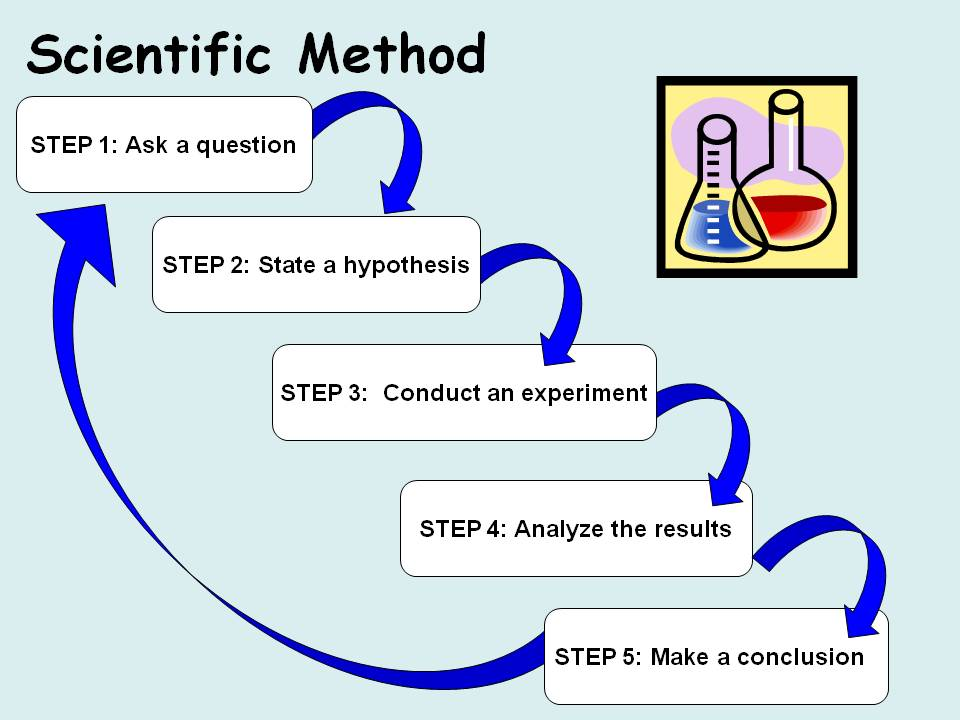 Scientific Method
STEP 1: Ask a question
STEP 2: State a hypothesis
STEP 3:  Conduct an experiment
STEP 4: Analyze the results
STEP 5: Make a conclusion